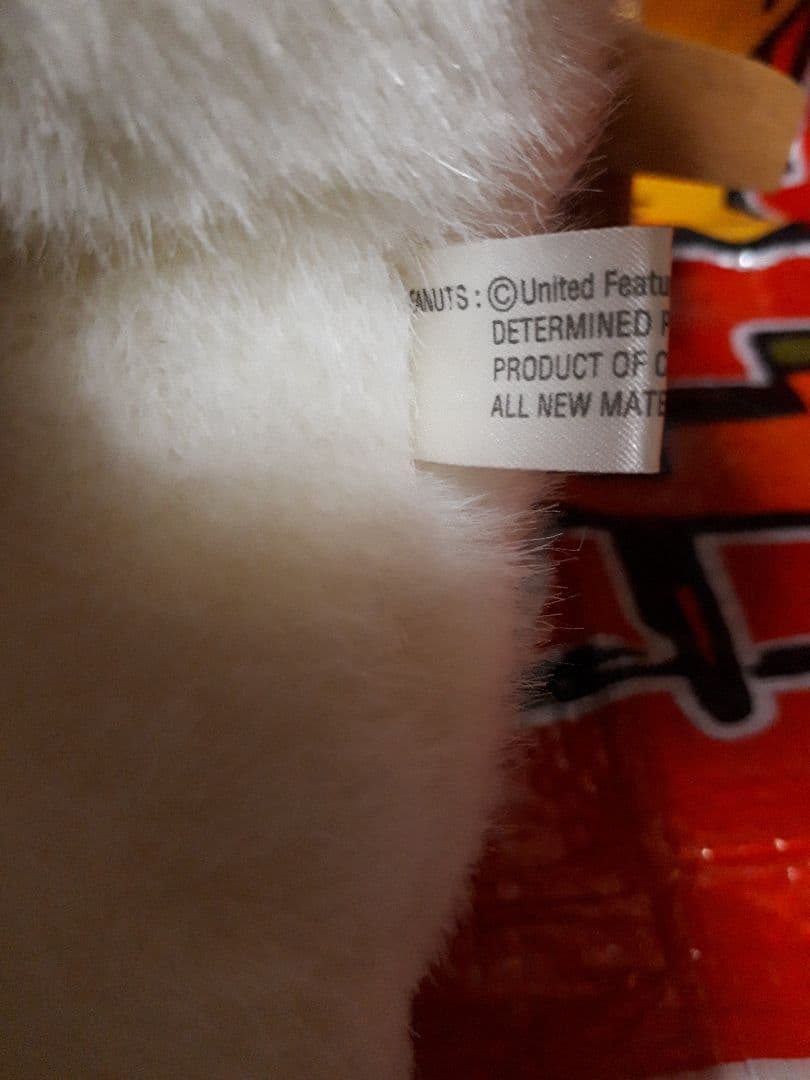 ANUTS : ©United Featu
DETERMINED
PRODUCT OF C
ALL NEW MATE